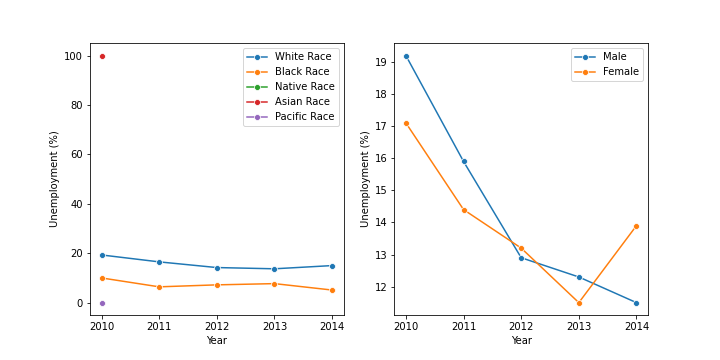 Unemployment (%)
100
80
60
40
20
0
White Race
Black Race
Native Race
Asian Race
Pacific Race
2010 2011 2012 2013 2014
Year
Unemployment (%)
19
18
17
16
15
14
13
12
Male
Female
2010 2011 2012 2013 2014
Year